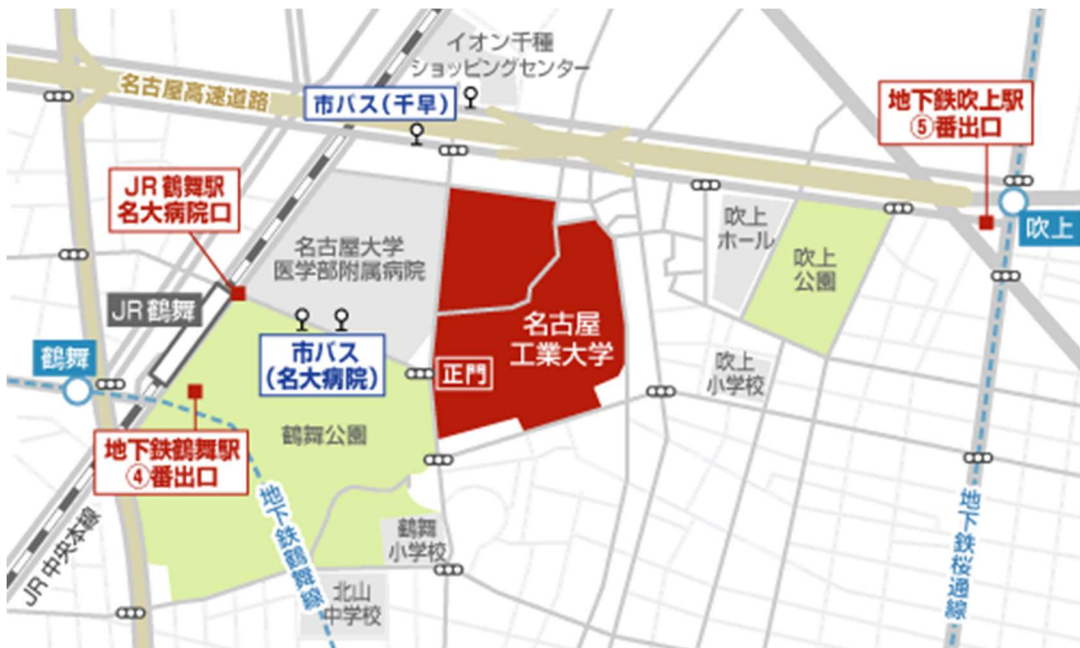 イオン千種
ショッピングセンター
名古屋高速道路
市バス(千早)
地下鉄吹上駅
⑤番出口
JR鶴舞駅
名大病院口
吹上
ホール
吹上
名古屋大学
医学部附属病院
吹上
公園
JR鶴舞
名古屋
工業大学
鶴舞
市バス
(名大病院)
正門
吹上
小学校
鶴舞公園
地下鉄鶴舞駅
④番出口
地下鉄鶴舞線
地下鉄桜通線
JR中央本線
鶴舞
小学校
北山
中学校